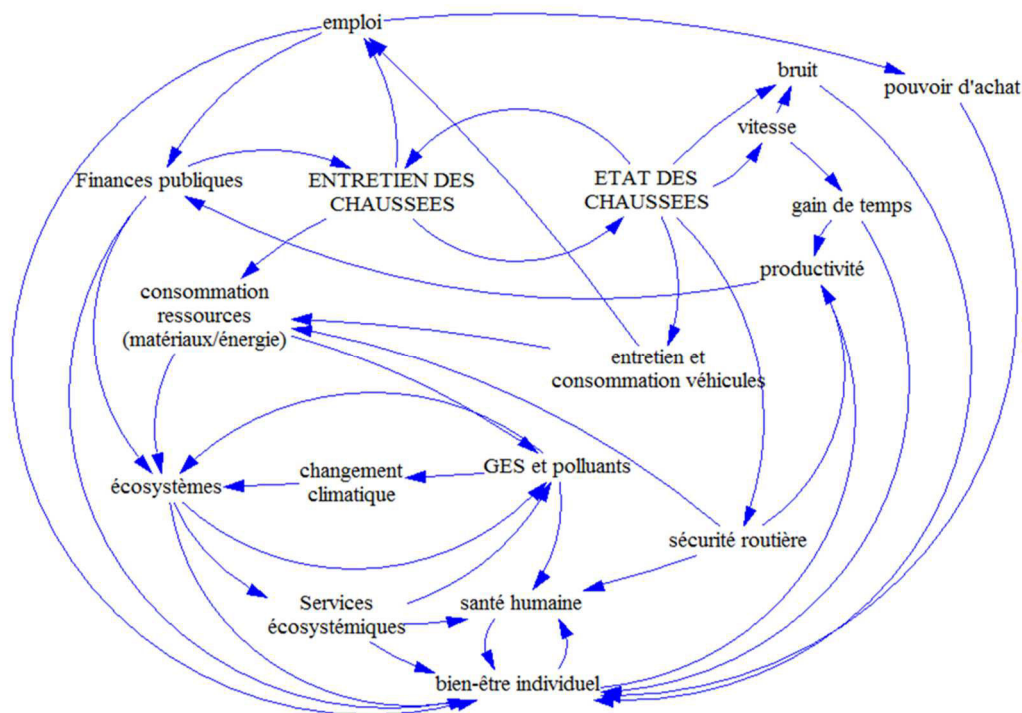 emploi
bruit
pouvoir d'achat
vitesse
Finances publiques
ENTRETIEN DES
CHAUSSEES
ETAT DES
CHAUSSEES
gain de temps
productivité
consommation
ressources
(matériaux/énergie)
entretien et
consommation véhicules
écosystèmes
changement
climatique
GES et polluants
sécurité routière
Services
écosystémiques
santé humaine
bien-être individuel